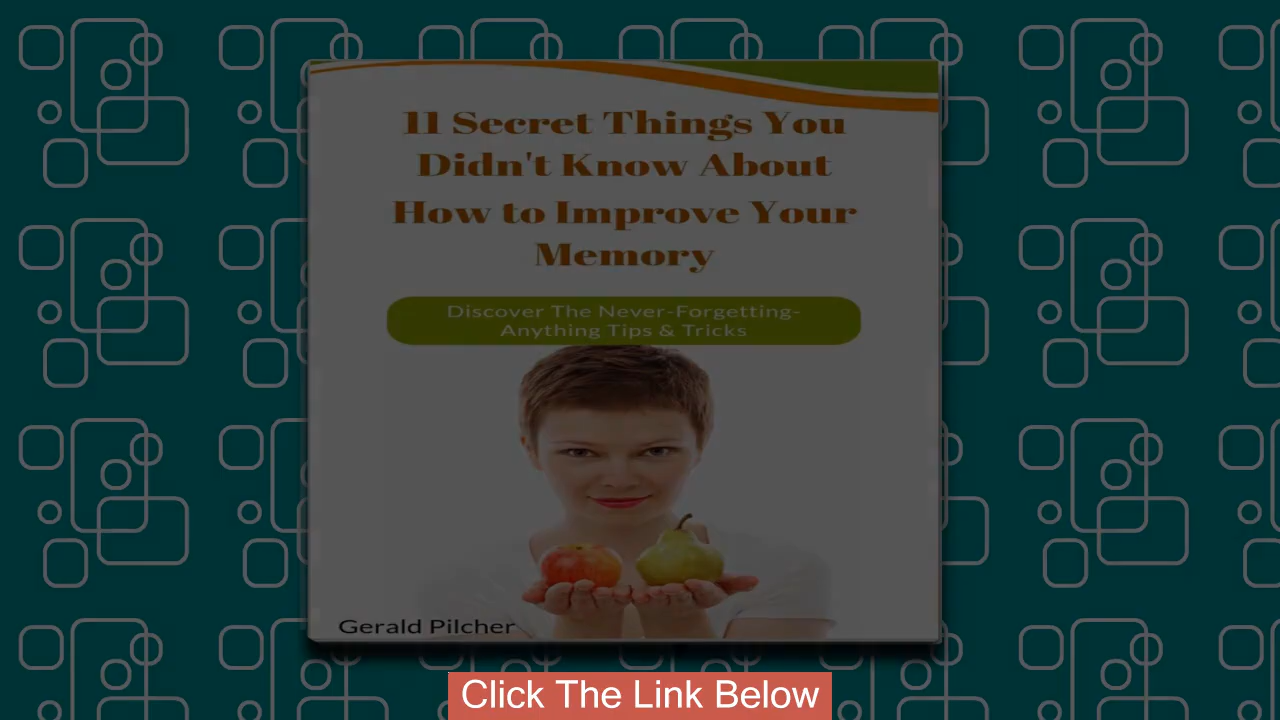 11 Secret Things You
Didn't Know About
How to Improve Your
Memory
Discover The Never-Forgetting-
Anything Tips & Tricks
Gerald Pilcher
Click The Link Below